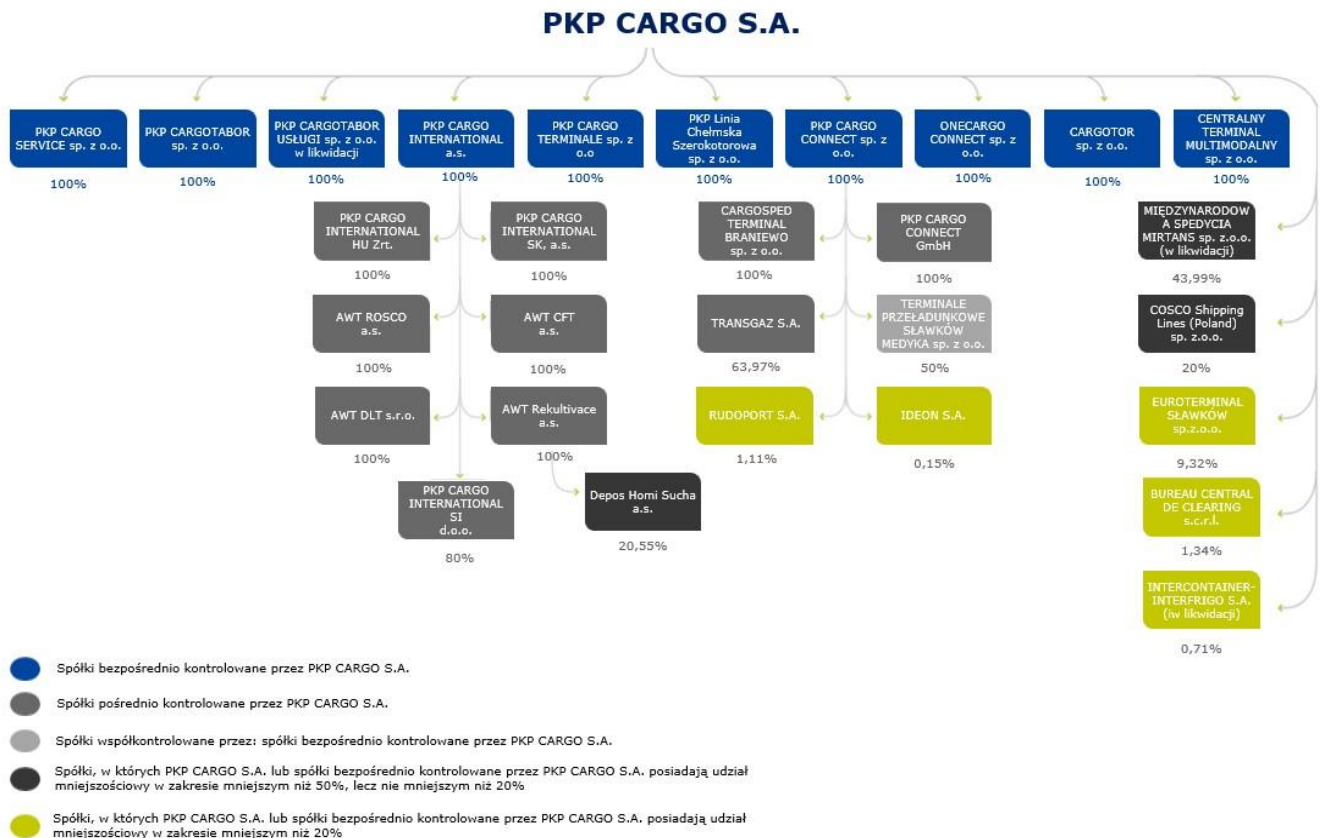 PKP CARGO S.A.
PKP CARGO
SERVICE sp. z o.o.
100%
PKP CARGOTABOR
sp. z o.o.
100%
PKP CARGOTABOR
USŁUGI sp. z o.o.
w likwidacji
100%
PKP CARGO
INTERNATIONAL
a.s.
100%
PKP CARGO
TERMINALE sp. z
o.o
100%
PKP Linia
Chełmska
Szerokotorowa
sp. z o.o.
100%
PKP CARGO
CONNECT sp. z
o.o.
100%
ONECARGO
CONNECT sp. z
o.o.
100%
CARGOTOR
sp. z o.o.
100%
CENTRALNY
TERMINAL
MULTIMODALNY
sp. z o.o.
100%
PKP CARGO
INTERNATIONAL
HU Zrt.
100%
PKP CARGO
INTERNATIONAL
SK, a.s.
100%
CARGOSPED
TERMINAL
BRANIEWO
sp. z o.o.
100%
PKP CARGO
CONNECT
GmbH
100%
MIĘDZYNARODOW
A SPEDYCJA
MIRTANS sp. z.o.o.
(w likwidacji)
43,99%
AWT ROSCO
a.s.
100%
AWT CFT
a.s.
100%
TRANSGAZ S.A.
63,97%
TERMINALE
PRZEŁADUNKOWE
SŁAWKÓW
MEDYKA sp. z o.o.
50%
COSCO Shipping
Lines (Poland)
sp. z.o.o.
20%
AWT DLT s.r.o.
100%
AWT Rekultivace
a.s.
100%
RUDOPORT S.A.
1,11%
IDEON S.A.
0,15%
EUROTERMINAL
SŁAWKÓW
sp.z.o.o.
9,32%
PKP CARGO
INTERNATIONAL
SI
d.o.o.
80%
Depos Horni Sucha
a.s.
20,55%
BUREAU CENTRAL
DE CLEARING
s.c.r.l.
1,34%
INTERCONTAINER-
INTERFRIGO S.A.
(iw likwidacji)
0,71%
Spółki bezpośrednio kontrolowane przez PKP CARGO S.A.
Spółki pośrednio kontrolowane przez PKP CARGO S.A.
Spółki współkontrolowane przez: spółki bezpośrednio kontrolowane przez PKP CARGO S.A.
Spółki, w których PKP CARGO S.A. lub spółki bezpośrednio kontrolowane przez PKP CARGO S.A. posiadają udział
mniejszościowy w zakresie mniejszym niż 50%, lecz nie mniejszym niż 20%
Spółki, w których PKP CARGO S.A. lub spółki bezpośrednio kontrolowane przez PKP CARGO S.A. posiadają udział
mniejszościowy w zakresie mniejszym niż 20%